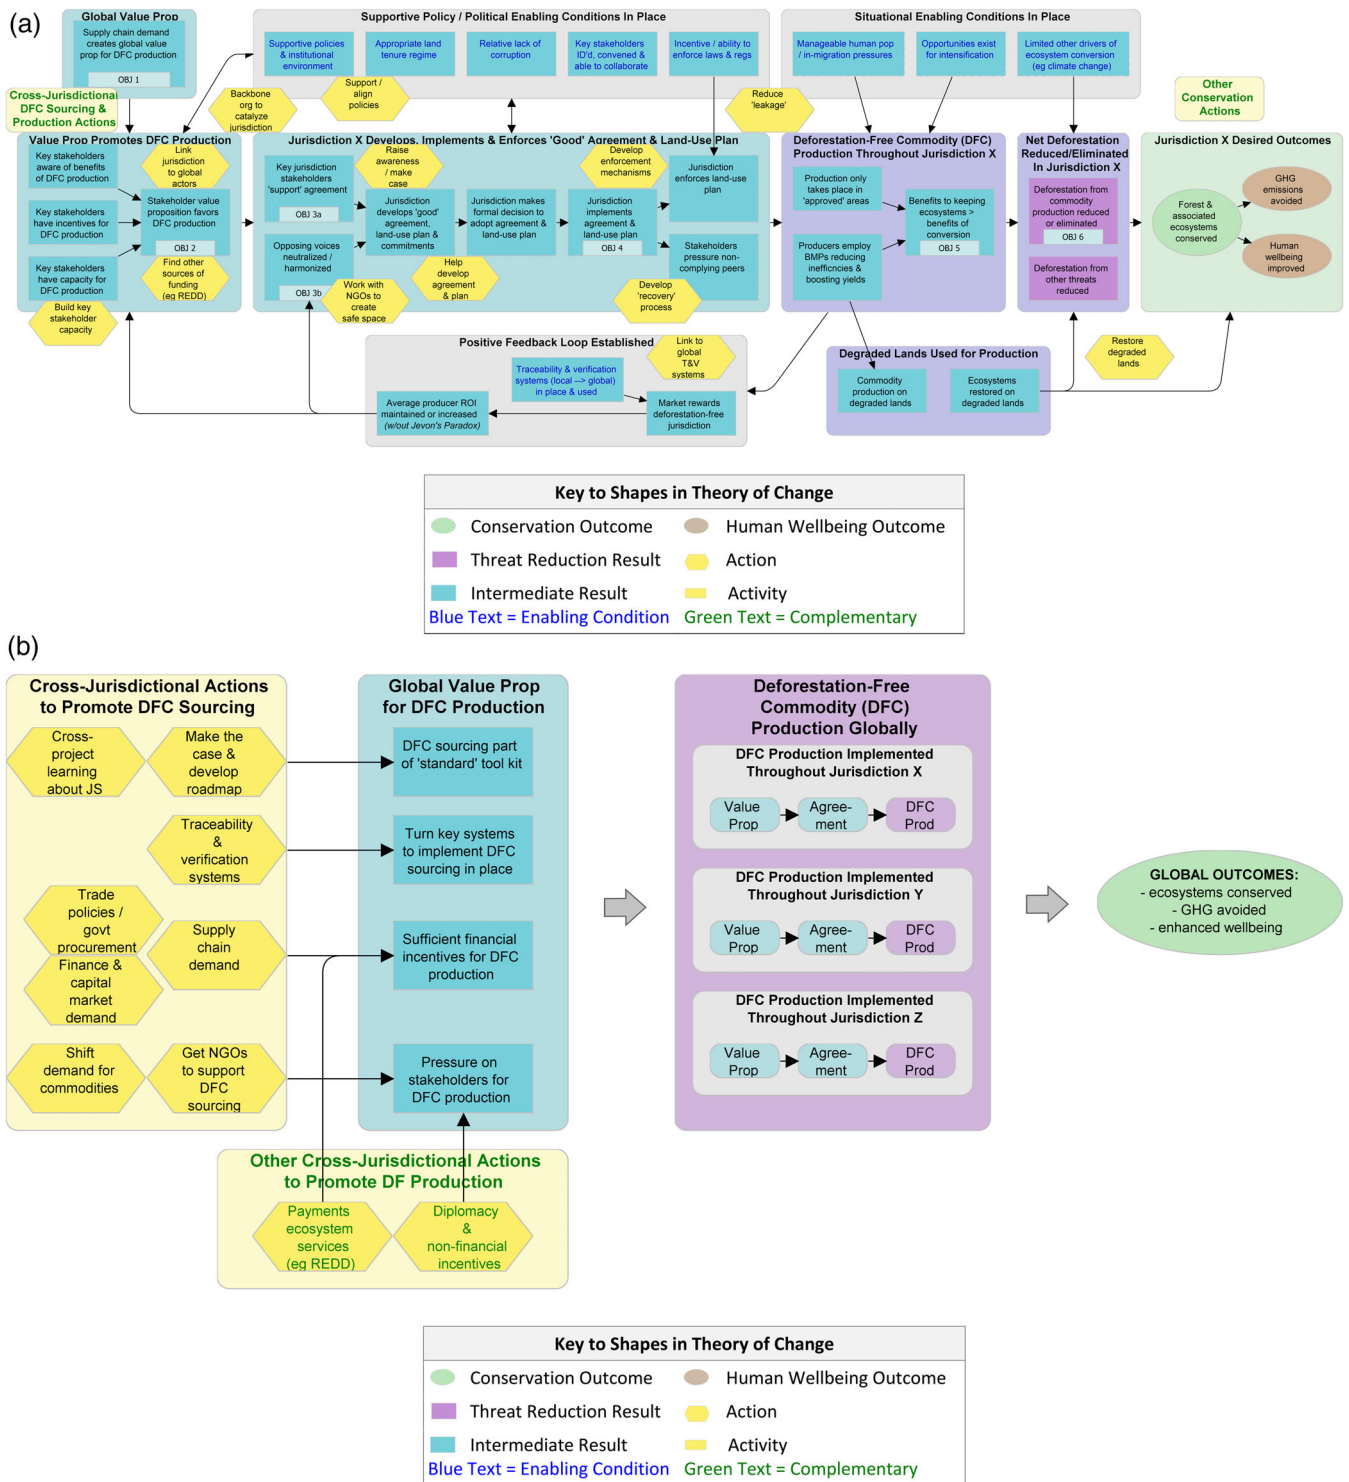 (a)
Global Value Prop
Supply chain demand
creates global value
prop for DFC production
OBJ 1
Supportive Policy / Political Enabling Conditions In Place
Supportive policies
& institutional
environment
Appropriate land
tenure regime
Relative lack of
corruption
Key stakeholders
ID'd, convened &
able to collaborate
Incentive / ability to
enforce laws & regs
Situational Enabling Conditions In Place
Manageable human pop
/ in-migration pressures
Opportunities exist
for intensification
Limited other drivers of
ecosystem conversion
(eg climate change)
Cross-Jurisdictional
DFC Sourcing &
Production Actions
Backbone
org to
catalyze
jurisdiction
Support /
align
policies
Reduce
'leakage'
Other
Conservation
Actions
Value Prop Promotes DFC Production
Key stakeholders
aware of benefits
of DFC production
Key stakeholders
have incentives for
DFC production
Key stakeholders
have capacity for
DFC production
Link
jurisdiction
to global
actors
Stakeholder value
proposition favors
DFC production
OBJ 2
Find other
sources of
funding
(eg REDD)
Build key
stakeholder
capacity
Jurisdiction X Develops, Implements & Enforces 'Good' Agreement & Land-Use Plan
Key jurisdiction
stakeholders
'support' agreement
OBJ 3a
Opposing voices
neutralized /
harmonized
OBJ 3b
Raise
awareness
/ make
case
Jurisdiction
develops 'good'
agreement,
land-use plan &
commitments
Work with
NGOs to
create
safe space
Help
develop
agreement
& plan
Jurisdiction makes
formal decision to
adopt agreement &
land-use plan
Develop
enforcement
mechanisms
Jurisdiction
implements
agreement &
land-use plan
OBJ 4
Develop
'recovery'
process
Jurisdiction
enforces land-use
plan
Stakeholders
pressure non-
complying peers
Deforestation-Free Commodity (DFC)
Production Throughout Jurisdiction X
Production only
takes place in
'approved' areas
Producers employ
BMPs reducing
inefficencies &
boosting yields
Benefits to keeping
ecosystems >
benefits of
conversion
OBJ 5
Net Deforestation
Reduced/Eliminated
In Jurisdiction X
Deforestation from
commodity
production reduced
or eliminated
OBJ 6
Deforestation from
other threats
reduced
Jurisdiction X Desired Outcomes
Forest &
associated
ecosystems
conserved
GHG
emissions
avoided
Human
wellbeing
improved
Positive Feedback Loop Established
Traceability & verification
systems (local --> global)
in place & used
Link to
global
T&V
systems
Average producer ROI
maintained or increased
(w/out Jevon's Paradox)
Market rewards
deforestation-free
jurisdiction
Degraded Lands Used for Production
Commodity
production on
degraded lands
Ecosystems
restored on
degraded lands
Restore
degraded
lands
Key to Shapes in Theory of Change
Conservation Outcome
Human Wellbeing Outcome
Threat Reduction Result
Action
Intermediate Result
Activity
Blue Text = Enabling Condition
Green Text = Complementary
(b)
Cross-Jurisdictional Actions
to Promote DFC Sourcing
Cross-
project
learning
about JS
Make the
case &
develop
roadmap
Traceability
&
verification
systems
Trade
policies /
govt
procurement
Supply
chain
demand
Finance &
capital
market
demand
Shift
demand for
commodities
Get NGOs
to support
DFC
sourcing
Global Value Prop
for DFC Production
DFC sourcing part
of 'standard' tool kit
Turn key systems
to implement DFC
sourcing in place
Sufficient financial
incentives for DFC
production
Pressure on
stakeholders for
DFC production
Other Cross-Jurisdictional Actions
to Promote DF Production
Payments
ecosystem
services
(eg REDD)
Diplomacy
&
non-financial
incentives
Deforestation-Free
Commodity (DFC)
Production Globally
DFC Production Implemented
Throughout Jurisdiction X
Value
Prop
Agree-
ment
DFC
Prod
DFC Production Implemented
Throughout Jurisdiction Y
Value
Prop
Agree-
ment
DFC
Prod
DFC Production Implemented
Throughout Jurisdiction Z
Value
Prop
Agree-
ment
DFC
Prod
GLOBAL OUTCOMES:
- ecosystems conserved
- GHG avoided
- enhanced wellbeing
Key to Shapes in Theory of Change
Conservation Outcome
Human Wellbeing Outcome
Threat Reduction Result
Action
Intermediate Result
Activity
Blue Text = Enabling Condition
Green Text = Complementary